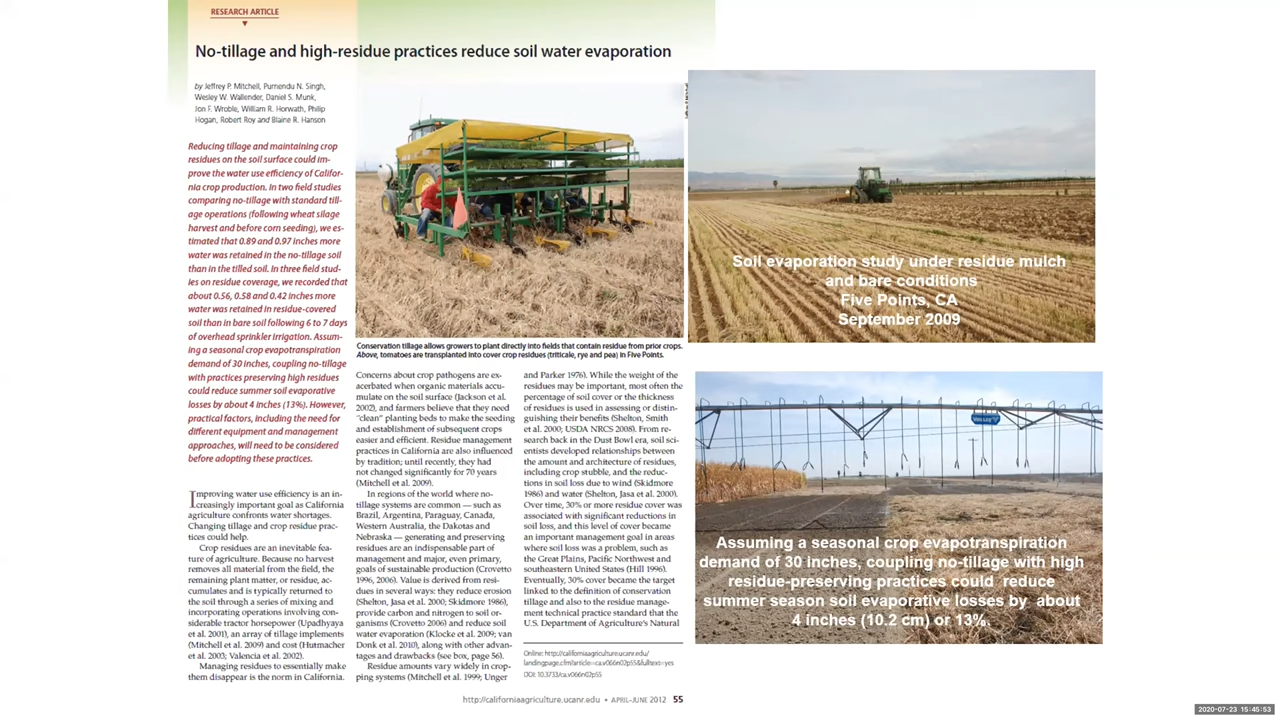 RESEARCH ARTICLE
No-tillage and high-residue practices reduce soil water evaporation
by Jeffrey P. Mitchell, Purnendu N. Singh,
Wesley W. Wallender, Daniel S. Munk,
Jon F. Wroble, William R. Horwath, Philip
Hogan, Robert Roy and Blaine R. Hanson
Reducing tillage and maintaining crop
residues on the soil surface could im-
prove the water use efficiency of Califor-
nia crop production. In two field studies
comparing no-tillage with standard till-
age operations (following wheat silage
harvest and before corn seeding), we es-
timated that 0.89 and 0.97 inches more
water was retained in the no-tillage soil
than in the tilled soil. In three field stud-
ies on residue coverage, we recorded that
about 0.56, 0.58 and 0.42 inches more
water was retained in residue-covered
soil than in bare soil following 6 to 7 days
of overhead sprinkler irrigation. Assum-
ing a seasonal crop evapotranspiration
demand of 30 inches, coupling no-tillage
with practices preserving high residues
could reduce summer soil evaporative
losses by about 4 inches (13%). However,
practical factors, including the need for
different equipment and management
approaches, will need to be considered
before adopting these practices.
Improving water use efficiency is an in-
creasingly important goal as California
agriculture confronts water shortages.
Changing tillage and crop residue prac-
tices could help.
Crop residues are an inevitable fea-
ture of agriculture. Because no harvest
removes all material from the field, the
remaining plant matter, or residue, ac-
cumulates and is typically returned to
the soil through a series of mixing and
incorporating operations involving con-
siderable tractor horsepower (Upadhyaya
et al. 2001), an array of tillage implements
(Mitchell et al. 2009) and cost (Hutmacher
et al. 2003; Valencia et al. 2002).
Managing residues to essentially make
them disappear is the norm in California.
Conservation tillage allows growers to plant directly into fields that contain residue from prior crops.
Above, tomatoes are transplanted into cover crop residues (triticale, rye and pea) in Five Points.
Concerns about crop pathogens are ex-
acerbated when organic materials accu-
mulate on the soil surface (Jackson et al.
2002), and farmers believe that they need
"clean" planting beds to make the seeding
and establishment of subsequent crops
easier and efficient. Residue management
practices in California are also influenced
by tradition; until recently, they had
not changed significantly for 70 years
(Mitchell et al. 2009).
In regions of the world where no-
tillage systems are common — such as
Brazil, Argentina, Paraguay, Canada,
Western Australia, the Dakotas and
Nebraska — generating and preserving
residues are an indispensable part of
management and major, even primary,
goals of sustainable production (Crovetto
1996, 2006). Value is derived from resi-
dues in several ways: they reduce erosion
(Shelton, Jasa et al. 2000; Skidmore 1986),
provide carbon and nitrogen to soil or-
ganisms (Crovetto 2006) and reduce soil
water evaporation (Klocke et al. 2009; van
Donk et al. 2010), along with other advan-
tages and drawbacks (see box, page 56).
Residue amounts vary widely in crop-
ping systems (Mitchell et al. 1999; Unger
and Parker 1976). While the weight of the
residues may be important, most often the
percentage of soil cover or the thickness
of residues is used in assessing or distin-
guishing their benefits (Shelton, Smith
et al. 2000; USDA NRCS 2008). From re-
search back in the Dust Bowl era, soil sci-
entists developed relationships between
the amount and architecture of residues,
including crop stubble, and the reduc-
tions in soil loss due to wind (Skidmore
1986) and water (Shelton, Jasa et al. 2000).
Over time, 30% or more residue cover was
associated with significant reductions in
soil loss, and this level of cover became
an important management goal in areas
where soil loss was a problem, such as
the Great Plains, Pacific Northwest and
southeastern United States (Hill 1996).
Eventually, 30% cover became the target
linked to the definition of conservation
tillage and also to the residue manage-
ment technical practice standard that the
U.S. Department of Agriculture's Natural
Online: http://californiaagriculture.ucanr.edu/
landingpage.cfm?article=ca.v066n02p55&fulltext=yes
DOI: 10.3733/ca.v066n02p55
http://californiaagriculture.ucanr.edu • APRIL–JUNE 2012 55
Soil evaporation study under residue mulch
and bare conditions
Five Points, CA
September 2009
VALLEY
Assuming a seasonal crop evapotranspiration
demand of 30 inches, coupling no-tillage with high
residue-preserving practices could reduce
summer season soil evaporative losses by about
4 inches (10.2 cm) or 13%.
2020-07-23 15:45:53